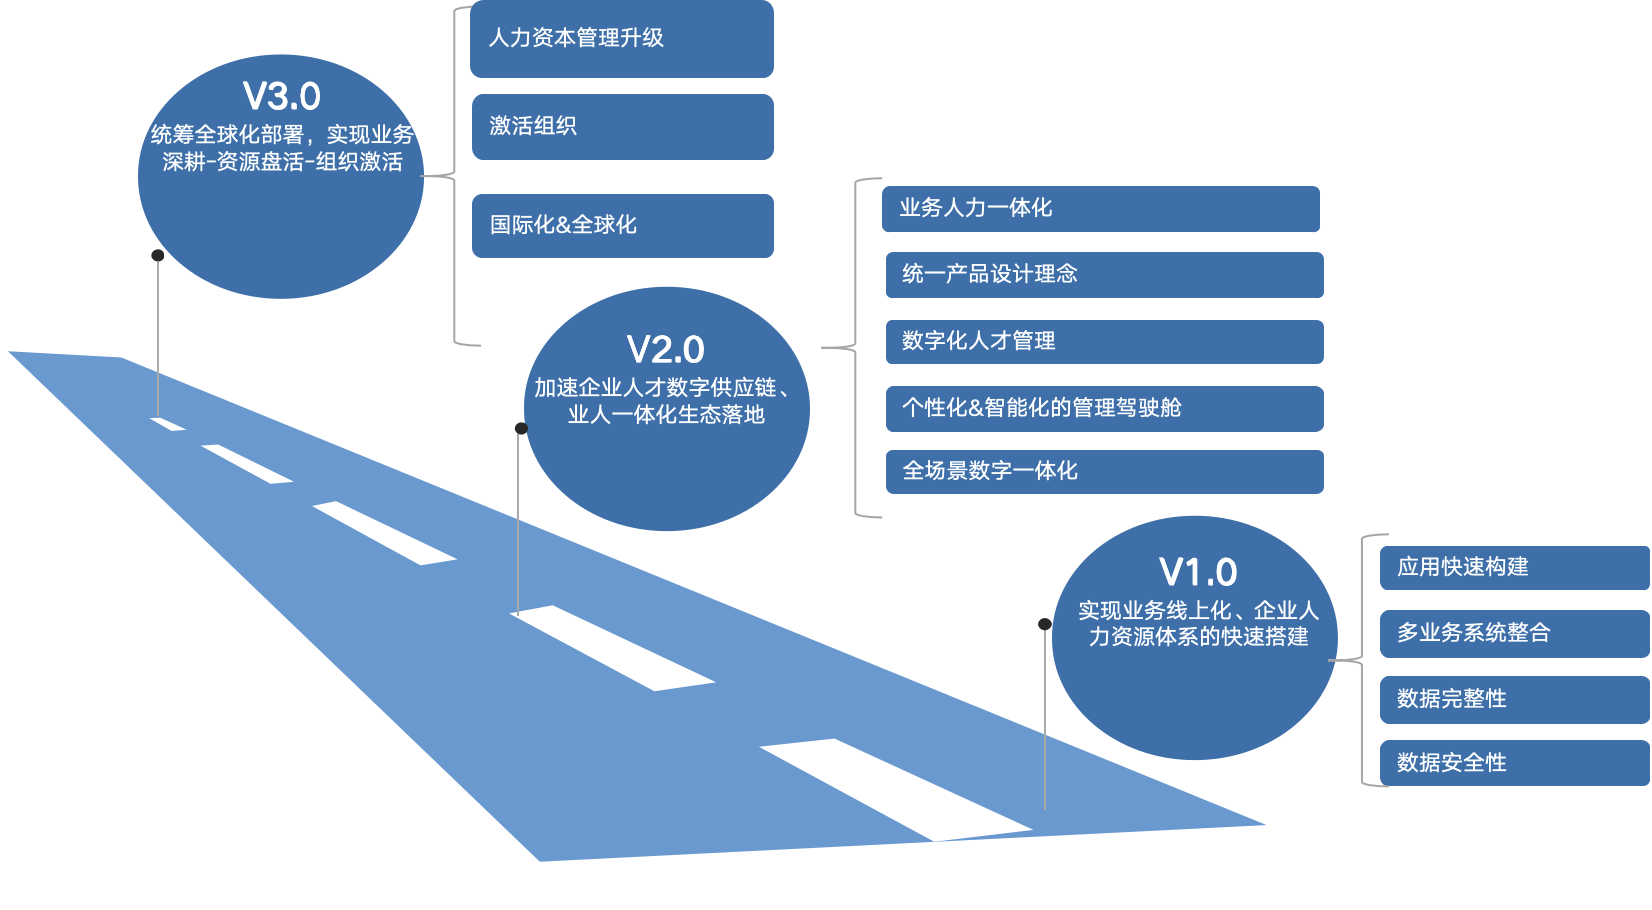 V3.0
统筹全球化部署，实现业务
深耕-资源盘活-组织激活
人力资本管理升级
激活组织
国际化&全球化
V2.0
加速企业人才数字供应链、
业人一体化生态落地
业务人力一体化
统一产品设计理念
数字化人才管理
个性化&智能化的管理驾驶舱
全场景数字一体化
V1.0
实现业务线上化、企业人
力资源体系的快速搭建
应用快速构建
多业务系统整合
数据完整性
数据安全性